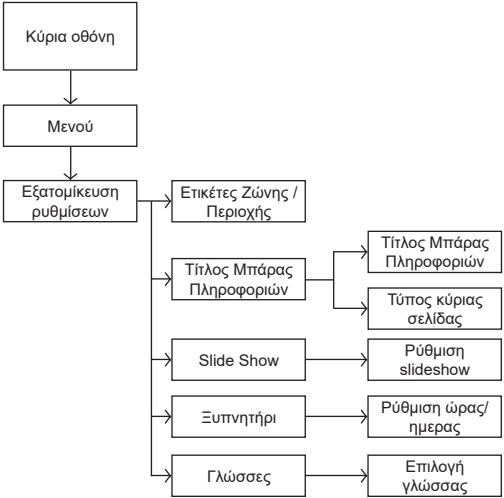 Κύρια οθόνη
Μενού
Εξατομίκευση
ρυθμίσεων
Ετικέτες Ζώνης /
Περιοχής
Τίτλος Μπάρας
Πληροφοριών
Τίτλος Μπάρας
Πληροφοριών
Τύπος κύριας
σελίδας
Slide Show
Ρύθμιση
slideshow
Ξυπνητήρι
Ρύθμιση ώρας/
ημερας
Γλώσσες
Επιλογή
γλώσσας